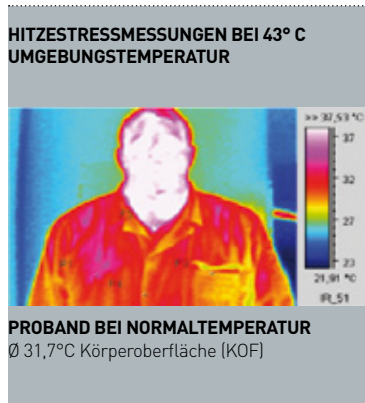 HITZESTRESSMESSUNGEN BEI 43° C
UMGEBUNGSTEMPERATUR
>> 37,53 °C
37
32
27
23
21,91 °C
IR_51
PROBAND BEI NORMALTEMPERATUR
Ø 31,7°C Körperoberfläche (KOF)